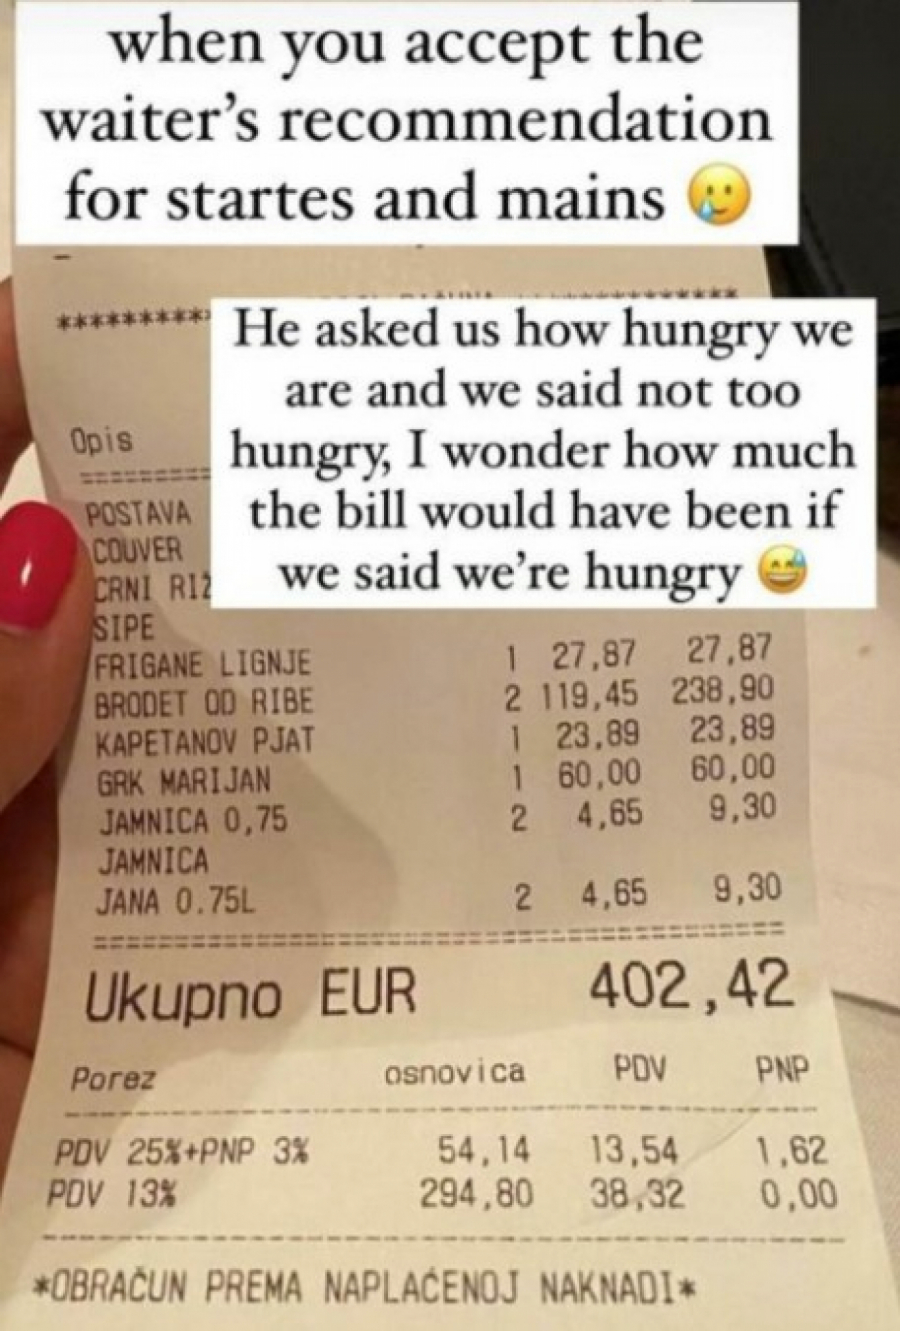 when you accept the
waiter's recommendation
for startes and mains 🥲
He asked us how hungry we
are and we said not too
hungry, I wonder how much
the bill would have been if
we said we're hungry 😅
**********
Opis
POSTAVA
COUVER
CRNI RIŽ
SIPE
FRIGANE LIGNJE 1 27,87 27,87
BRODET OD RIBE 2 119,45 238,90
KAPETANOV PJAT 1 23,89 23,89
GRK MARIJAN 1 60,00 60,00
JAMNICA 0,75 2 4,65 9,30
JAMNICA
JANA 0.75L 2 4,65 9,30
Ukupno EUR 402,42
Porez osnovica PDV PNP
PDV 25%+PNP 3% 54,14 13,54 1,62
PDV 13% 294,80 38,32 0,00
*OBRAČUN PREMA NAPLAĆENOJ NAKNADI*